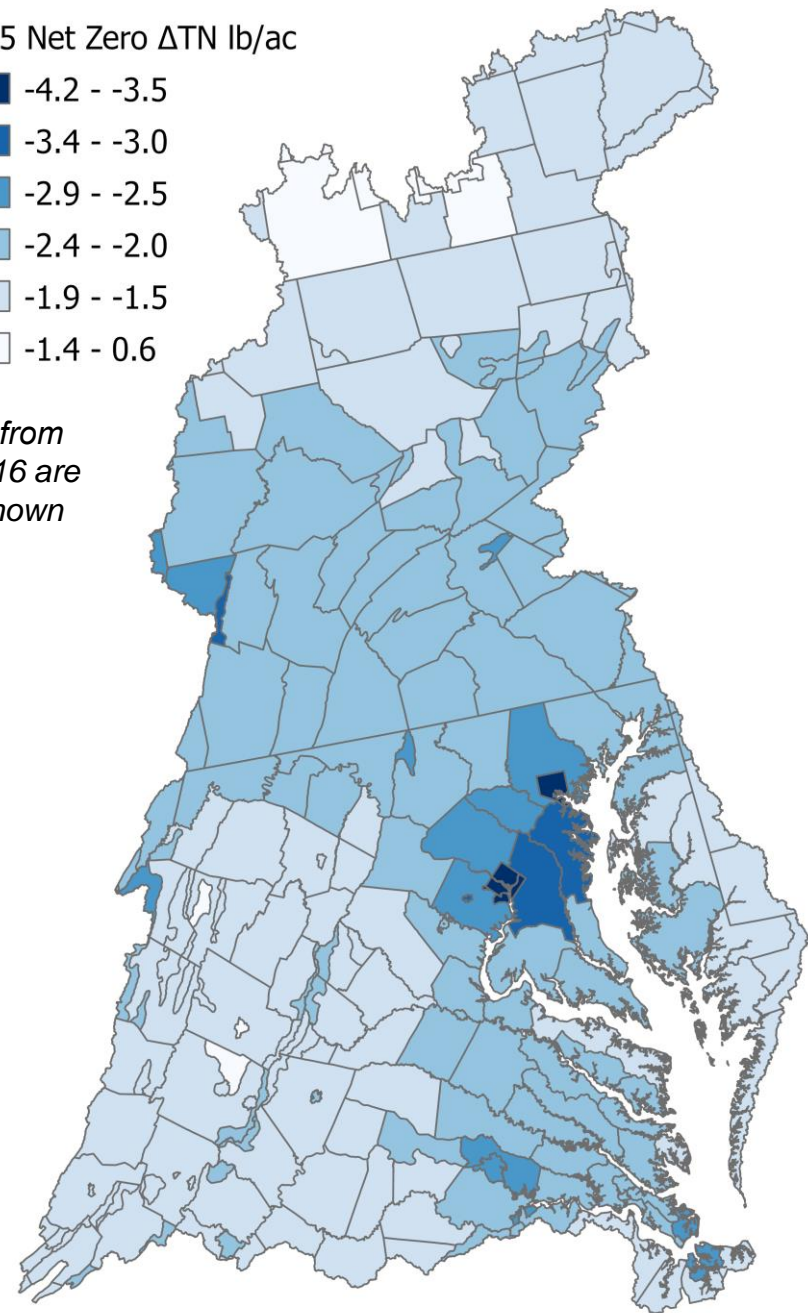 5 Net Zero ΔTN lb/ac
-4.2 - -3.5
-3.4 - -3.0
-2.9 - -2.5
-2.4 - -2.0
-1.9 - -1.5
-1.4 - 0.6
from
16 are
nown